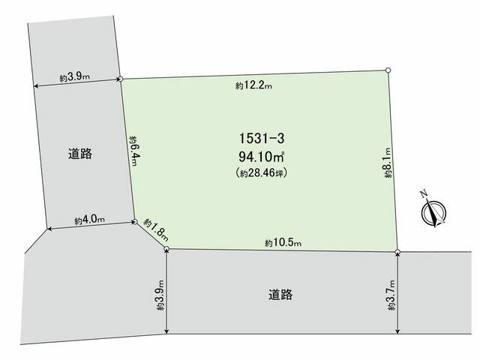 約3.9m
約12.2m
1531-3
94.10㎡
(約28.46坪)
道路
約6.4m
約8.1m
N
約4.0m
約1.8m
約10.5m
約3.9m
道路
約3.7m